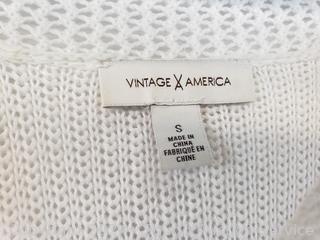 VINTAGE AMERICA
S
MADE IN
CHINA
FABRIQUÉ EN
CHINE